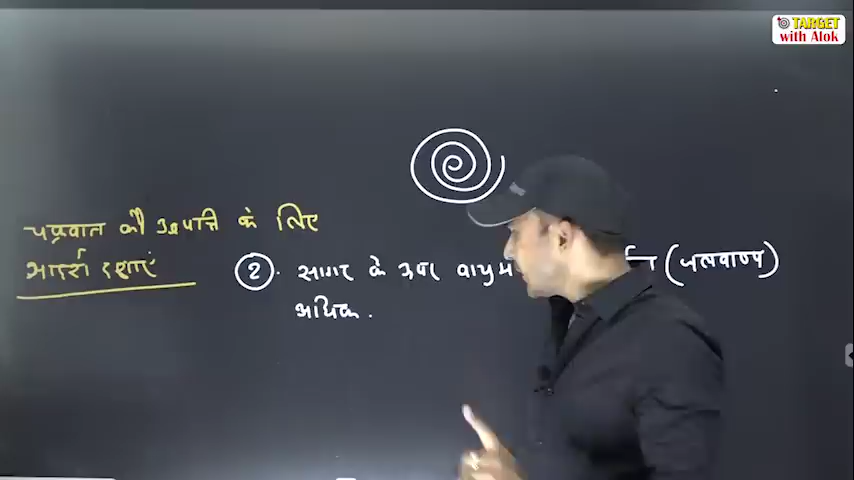 TARGET
with Alok
चक्रवात की उत्पत्ति के लिए
आदर्श दशाएं
2. सागर के ऊपर (जलवाष्प)
अधिक.